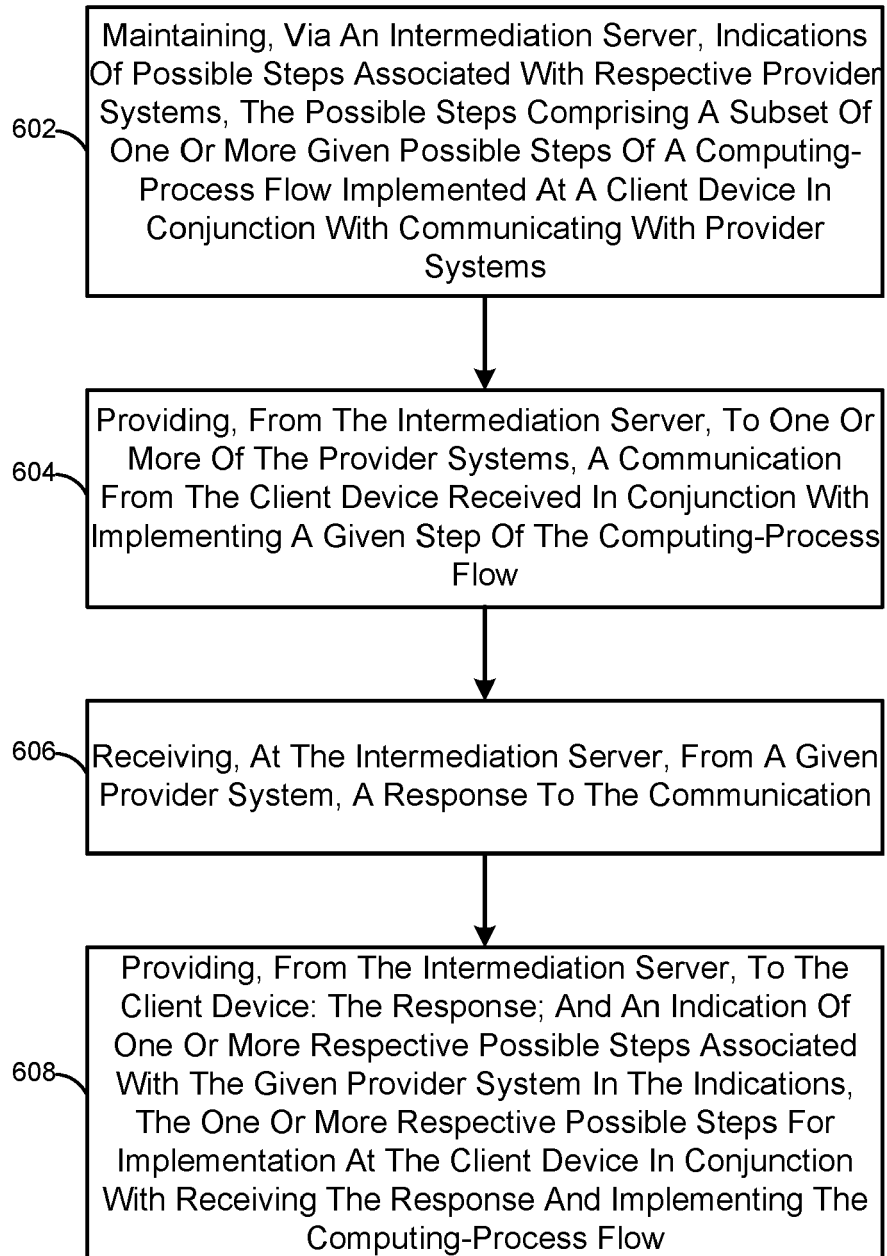 Maintaining, Via An Intermediation Server, Indications
Of Possible Steps Associated With Respective Provider
Systems, The Possible Steps Comprising A Subset Of
602
One Or More Given Possible Steps Of A Computing-
Process Flow Implemented At A Client Device In
Conjunction With Communicating With Provider
Systems
Providing, From The Intermediation Server, To One Or
604
More Of The Provider Systems, A Communication
From The Client Device Received In Conjunction With
Implementing A Given Step Of The Computing-Process
Flow
606
Receiving, At The Intermediation Server, From A Given
Provider System, A Response To The Communication
Providing, From The Intermediation Server, To The
Client Device: The Response; And An Indication Of
One Or More Respective Possible Steps Associated
608
With The Given Provider System In The Indications,
The One Or More Respective Possible Steps For
Implementation At The Client Device In Conjunction
With Receiving The Response And Implementing The
Computing-Process Flow